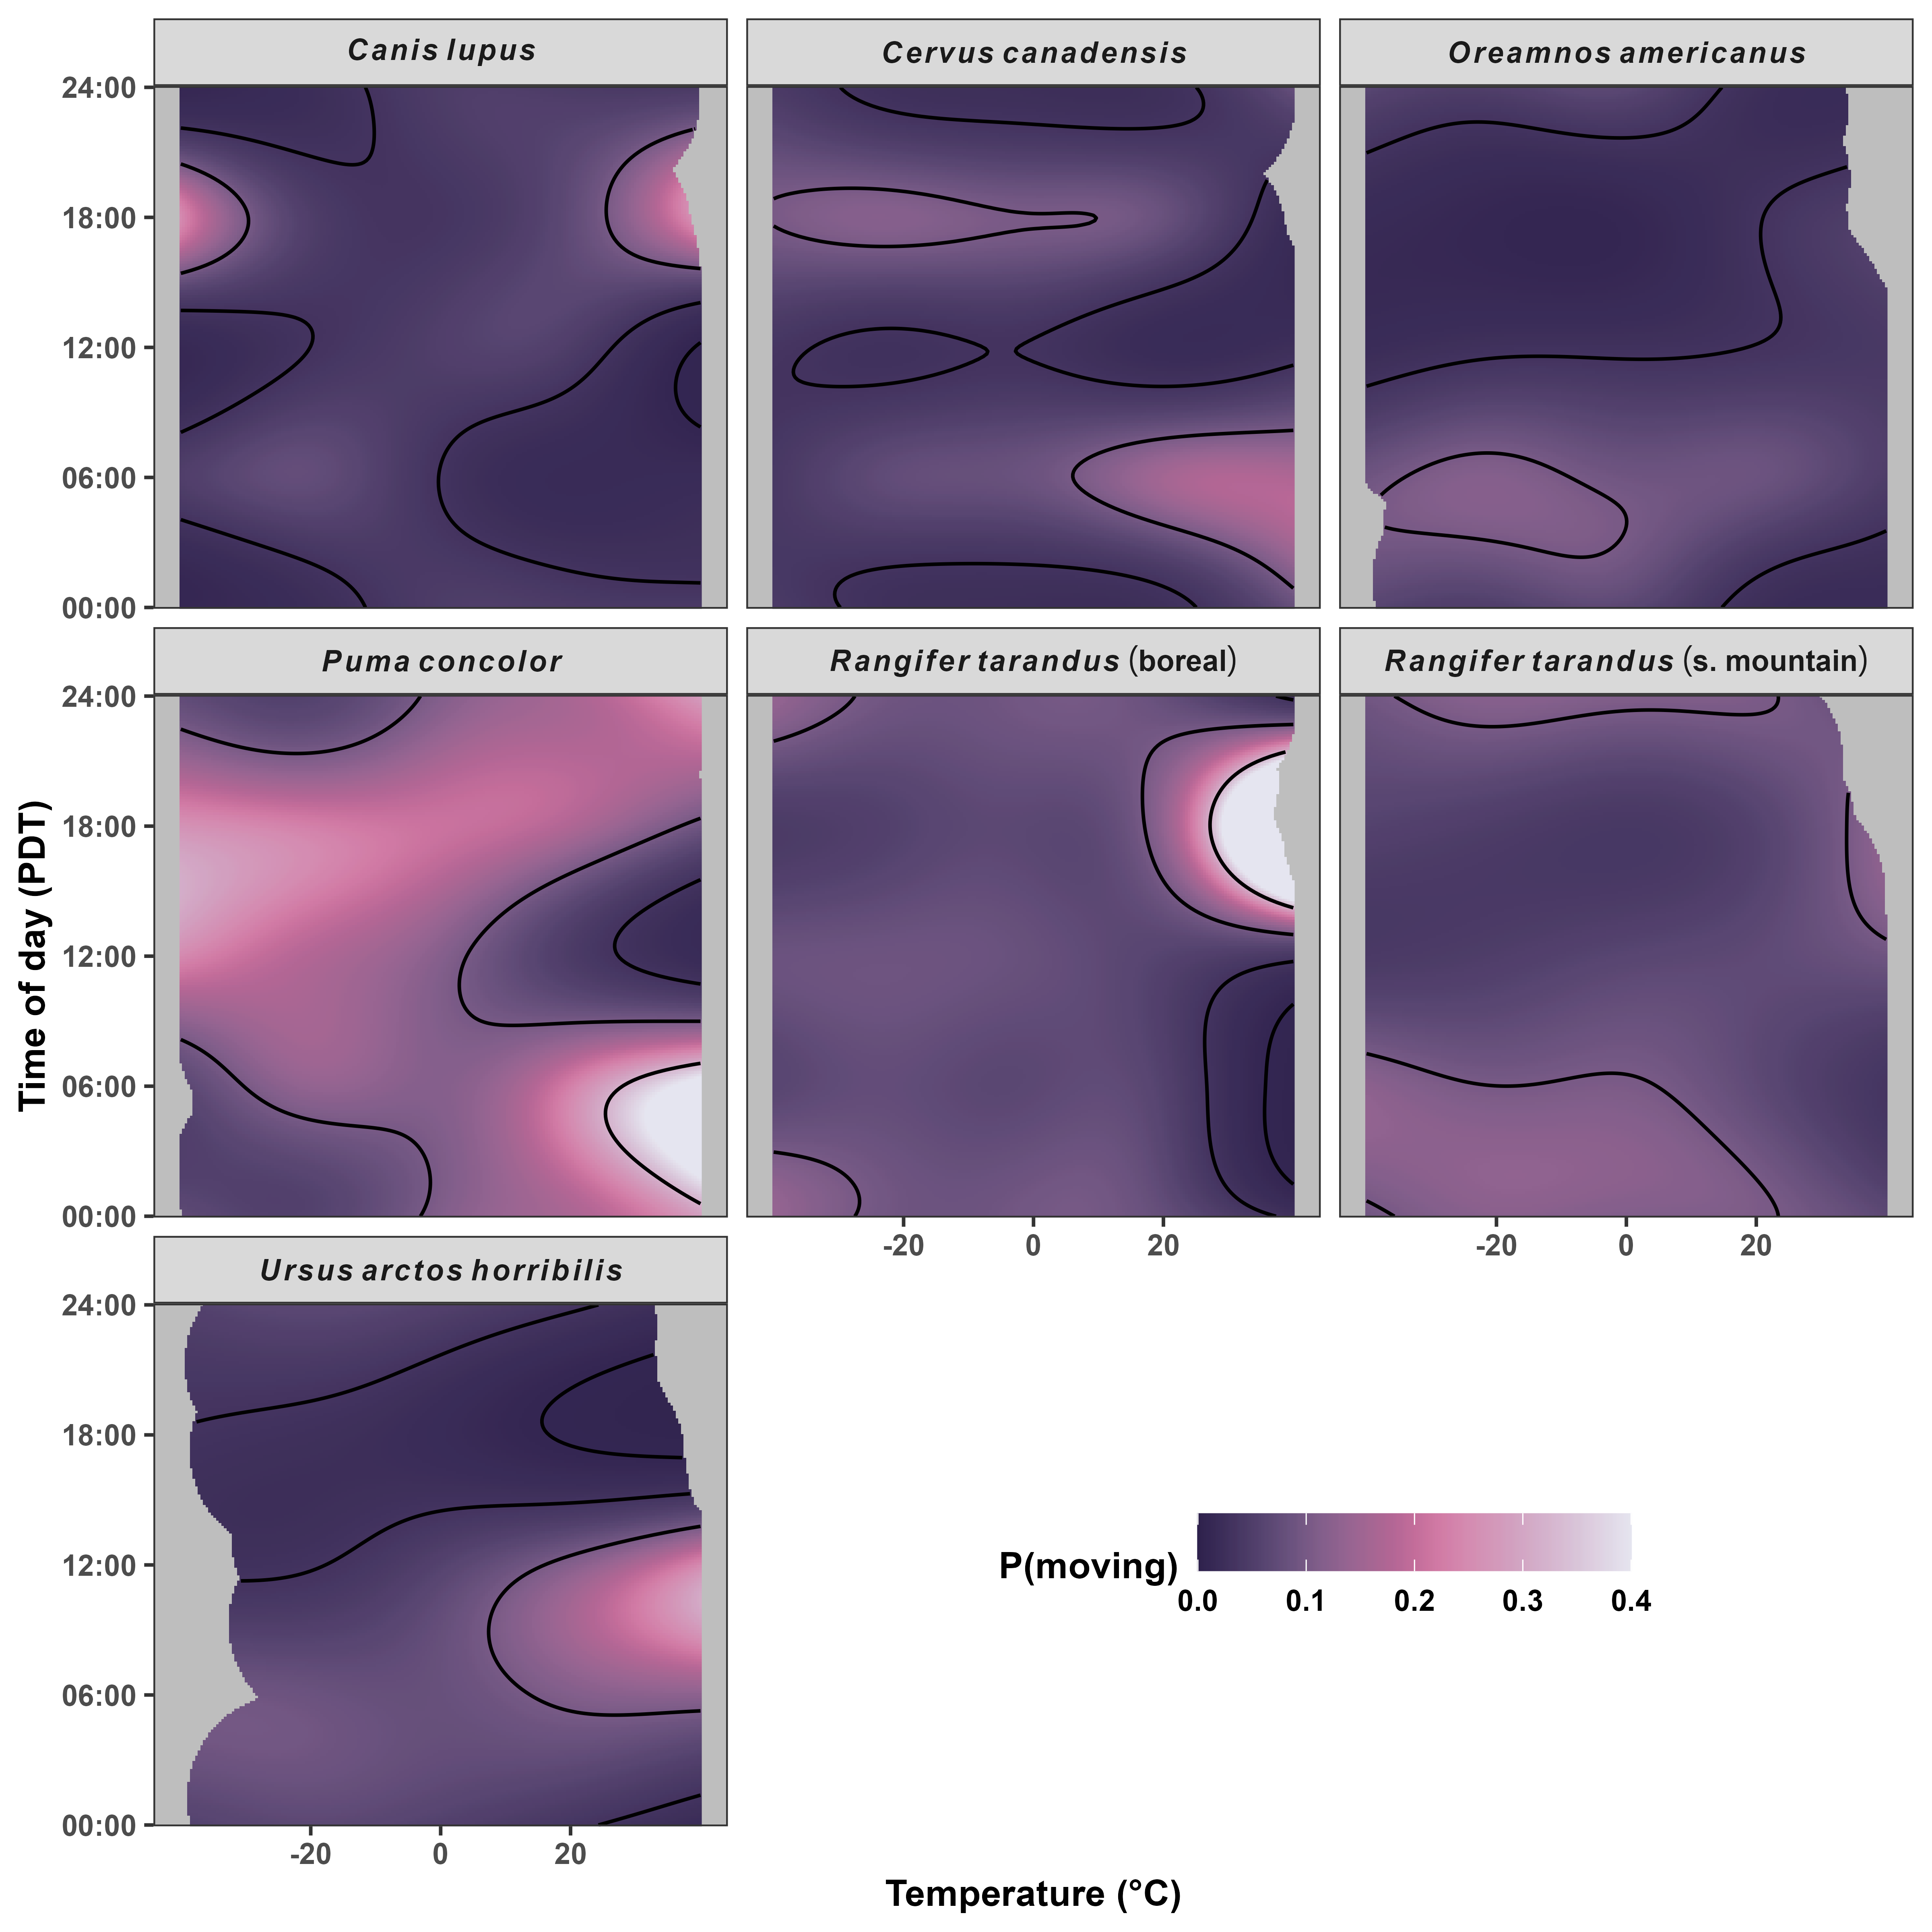 Canis lupus
Cervus canadensis
Oreamnos americanus
24:00
18:00
12:00
06:00
00:00
Puma concolor
Rangifer tarandus (boreal)
Rangifer tarandus (s. mountain)
24:00
18:00
12:00
06:00
00:00
-20 0 20
-20 0 20
Time of day (PDT)
Ursus arctos horribilis
24:00
18:00
12:00
06:00
00:00
-20 0 20
P(moving)
0.0 0.1 0.2 0.3 0.4
Temperature (°C)